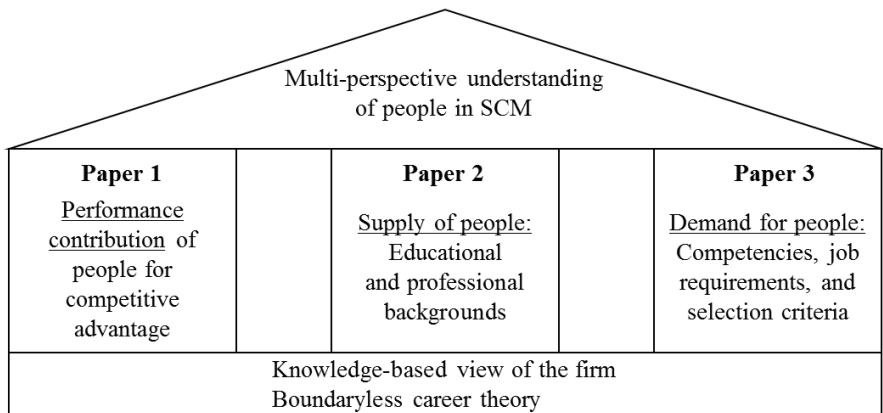 Multi-perspective understanding
of people in SCM
Paper 1
Performance
contribution of
people for
competitive
advantage
Paper 2
Supply of people:
Educational
and professional
backgrounds
Paper 3
Demand for people:
Competencies, job
requirements, and
selection criteria
Knowledge-based view of the firm
Boundaryless career theory